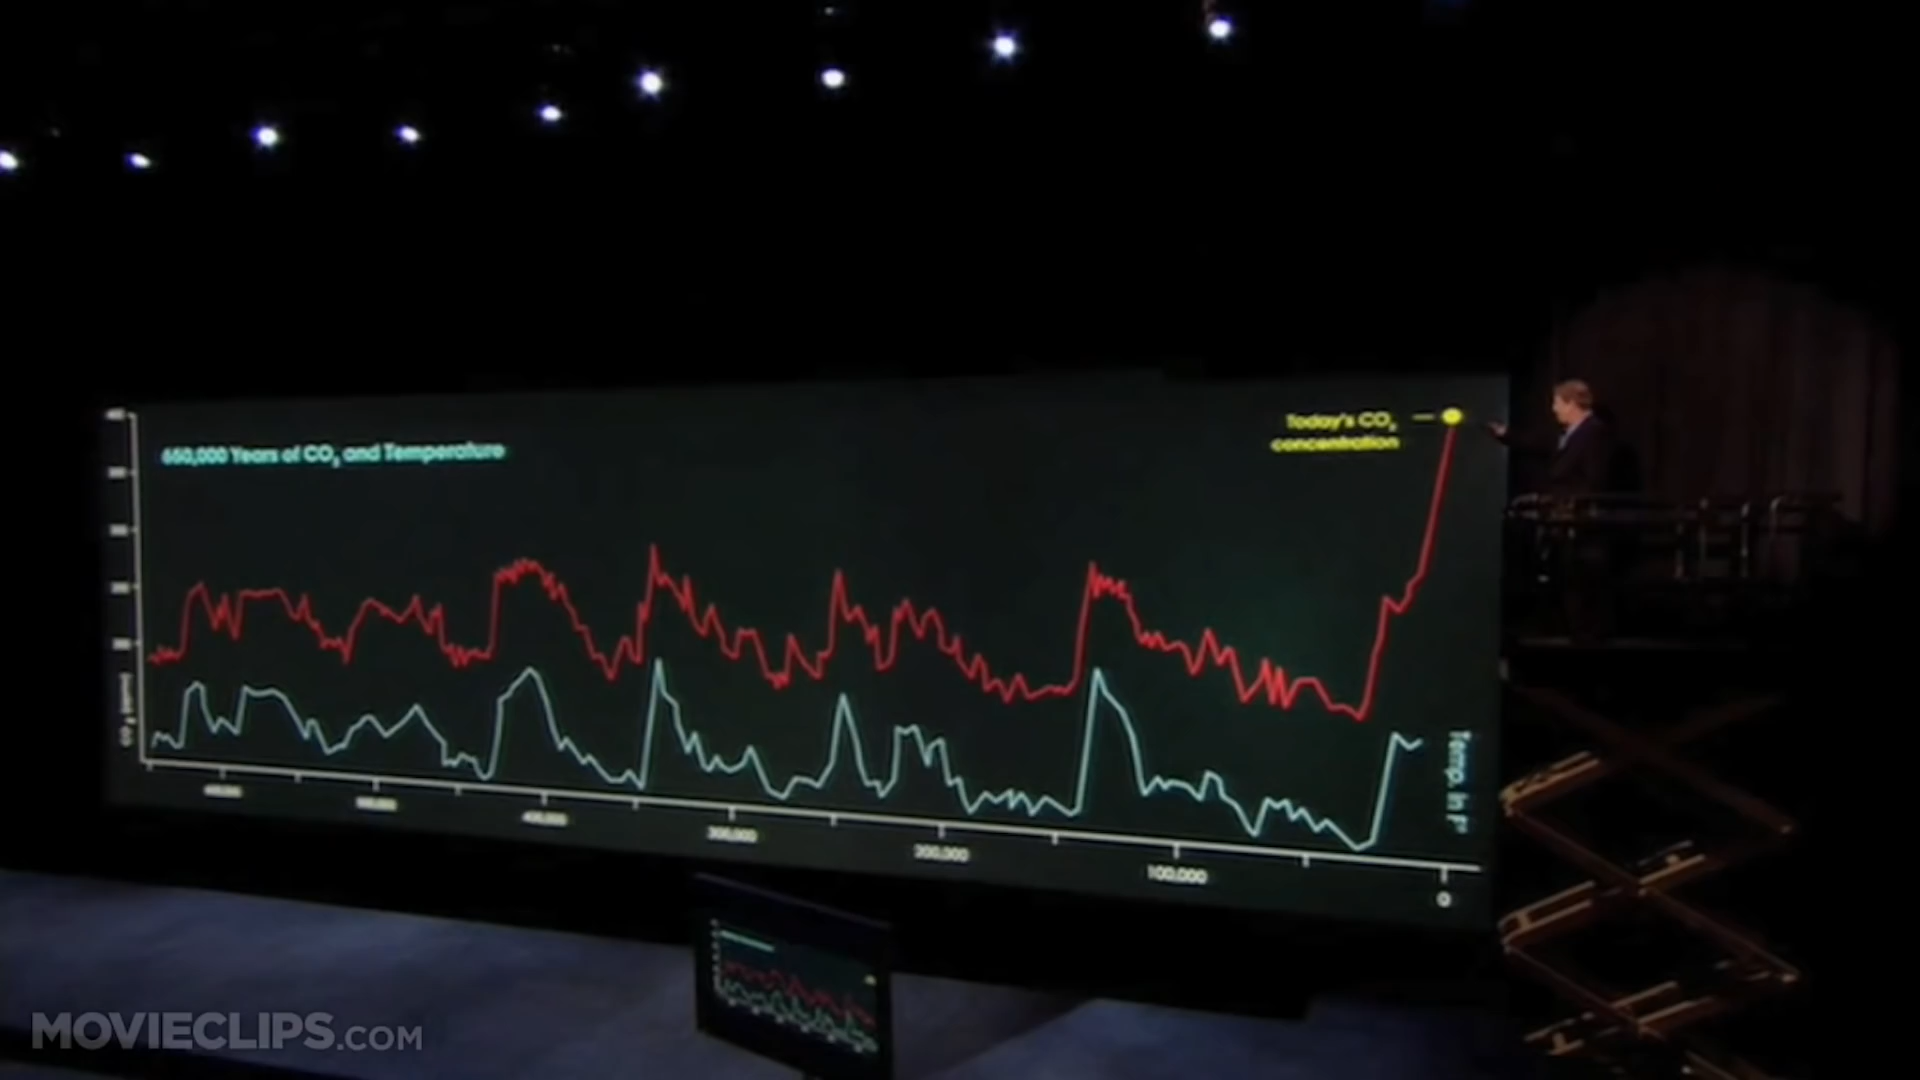 650,000 Years of CO₂ and Temperature
Today's CO₂
concentration
Temp. in F°
400,000
300,000
200,000
100,000
0
MOVIECLIPS.COM